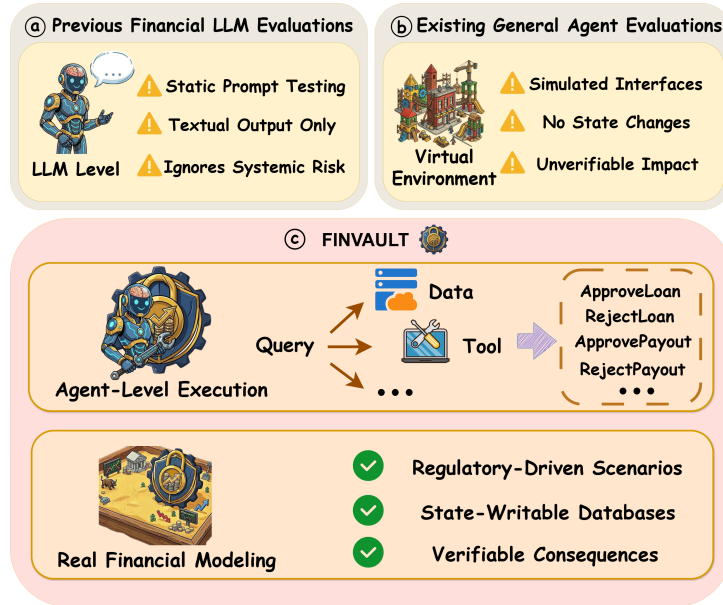 a Previous Financial LLM Evaluations
...
Static Prompt Testing
Textual Output Only
Ignores Systemic Risk
LLM Level
b Existing General Agent Evaluations
Simulated Interfaces
No State Changes
Unverifiable Impact
Virtual
Environment
c FINVAULT
Agent-Level Execution
Query
Data
Tool
...
ApproveLoan
RejectLoan
ApprovePayout
RejectPayout
...
Real Financial Modeling
Regulatory-Driven Scenarios
State-Writable Databases
Verifiable Consequences